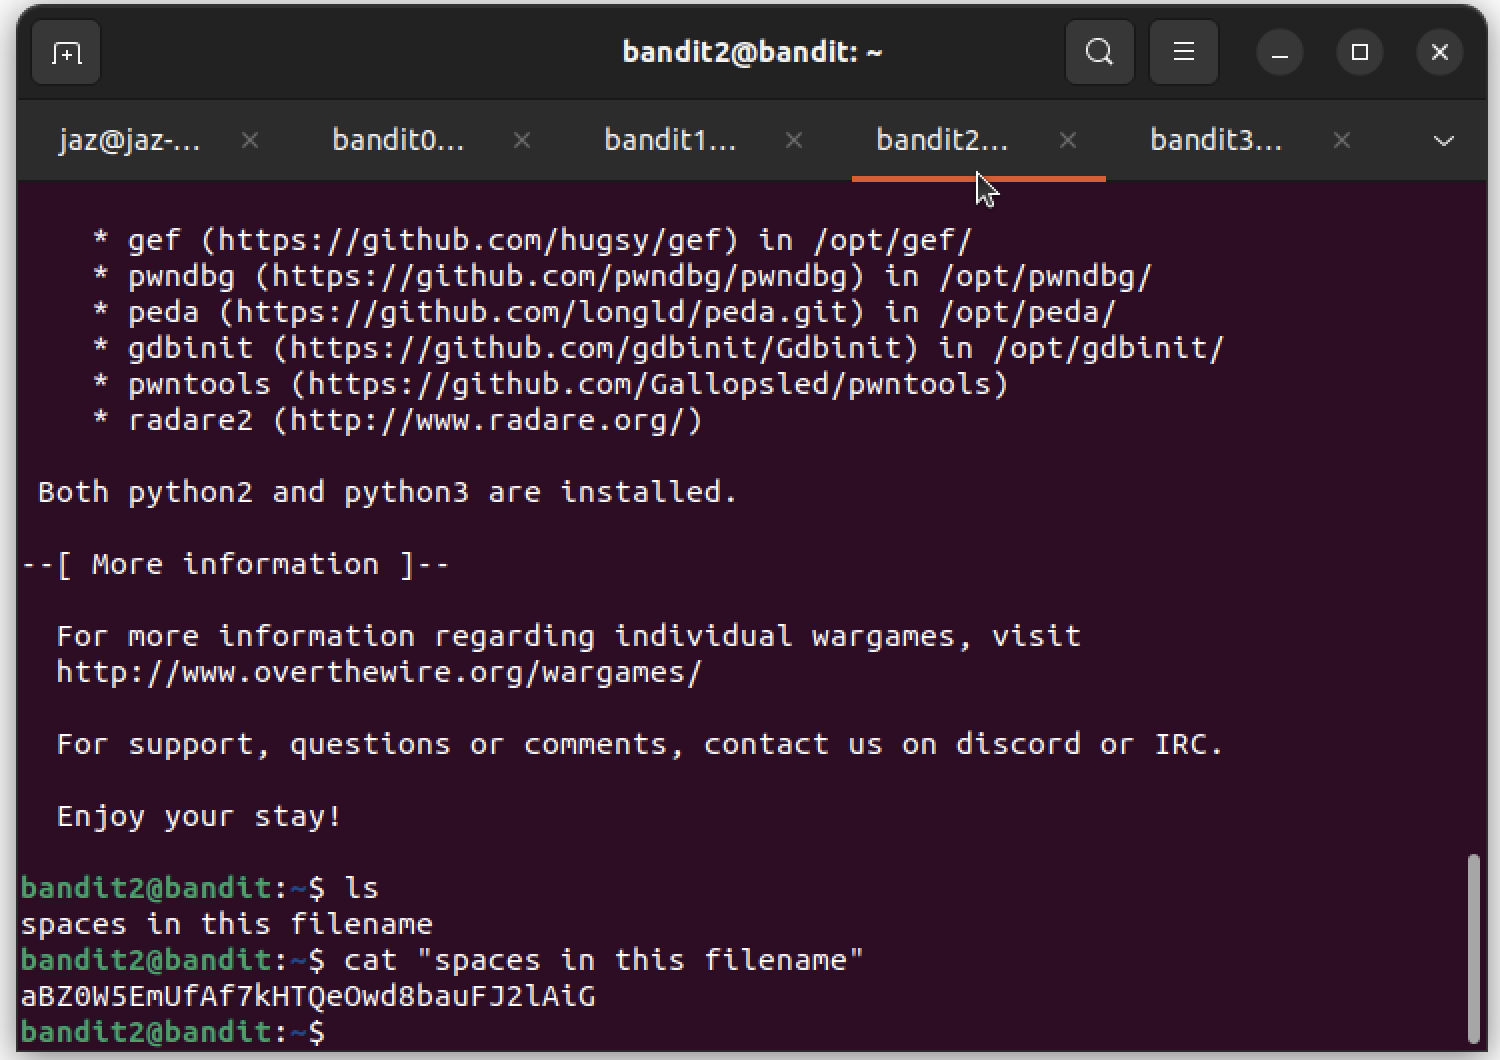 bandit2@bandit: ~
jaz@jaz-...
bandit0...
bandit1...
bandit2...
bandit3...
* gef (https://github.com/hugsy/gef) in /opt/gef/
* pwndbg (https://github.com/pwndbg/pwndbg) in /opt/pwndbg/
* peda (https://github.com/longld/peda.git) in /opt/peda/
* gdbinit (https://github.com/gdbinit/Gdbinit) in /opt/gdbinit/
* pwntools (https://github.com/Gallopsled/pwntools)
* radare2 (http://www.radare.org/)
Both python2 and python3 are installed.
--[ More information ]--
For more information regarding individual wargames, visit
http://www.overthewire.org/wargames/
For support, questions or comments, contact us on discord or IRC.
Enjoy your stay!
bandit2@bandit:~$ ls
spaces in this filename
bandit2@bandit:~$ cat "spaces in this filename"
aBZ0W5EmUfAf7kHTQeOwd8bauFJ2lAiG
bandit2@bandit:~$